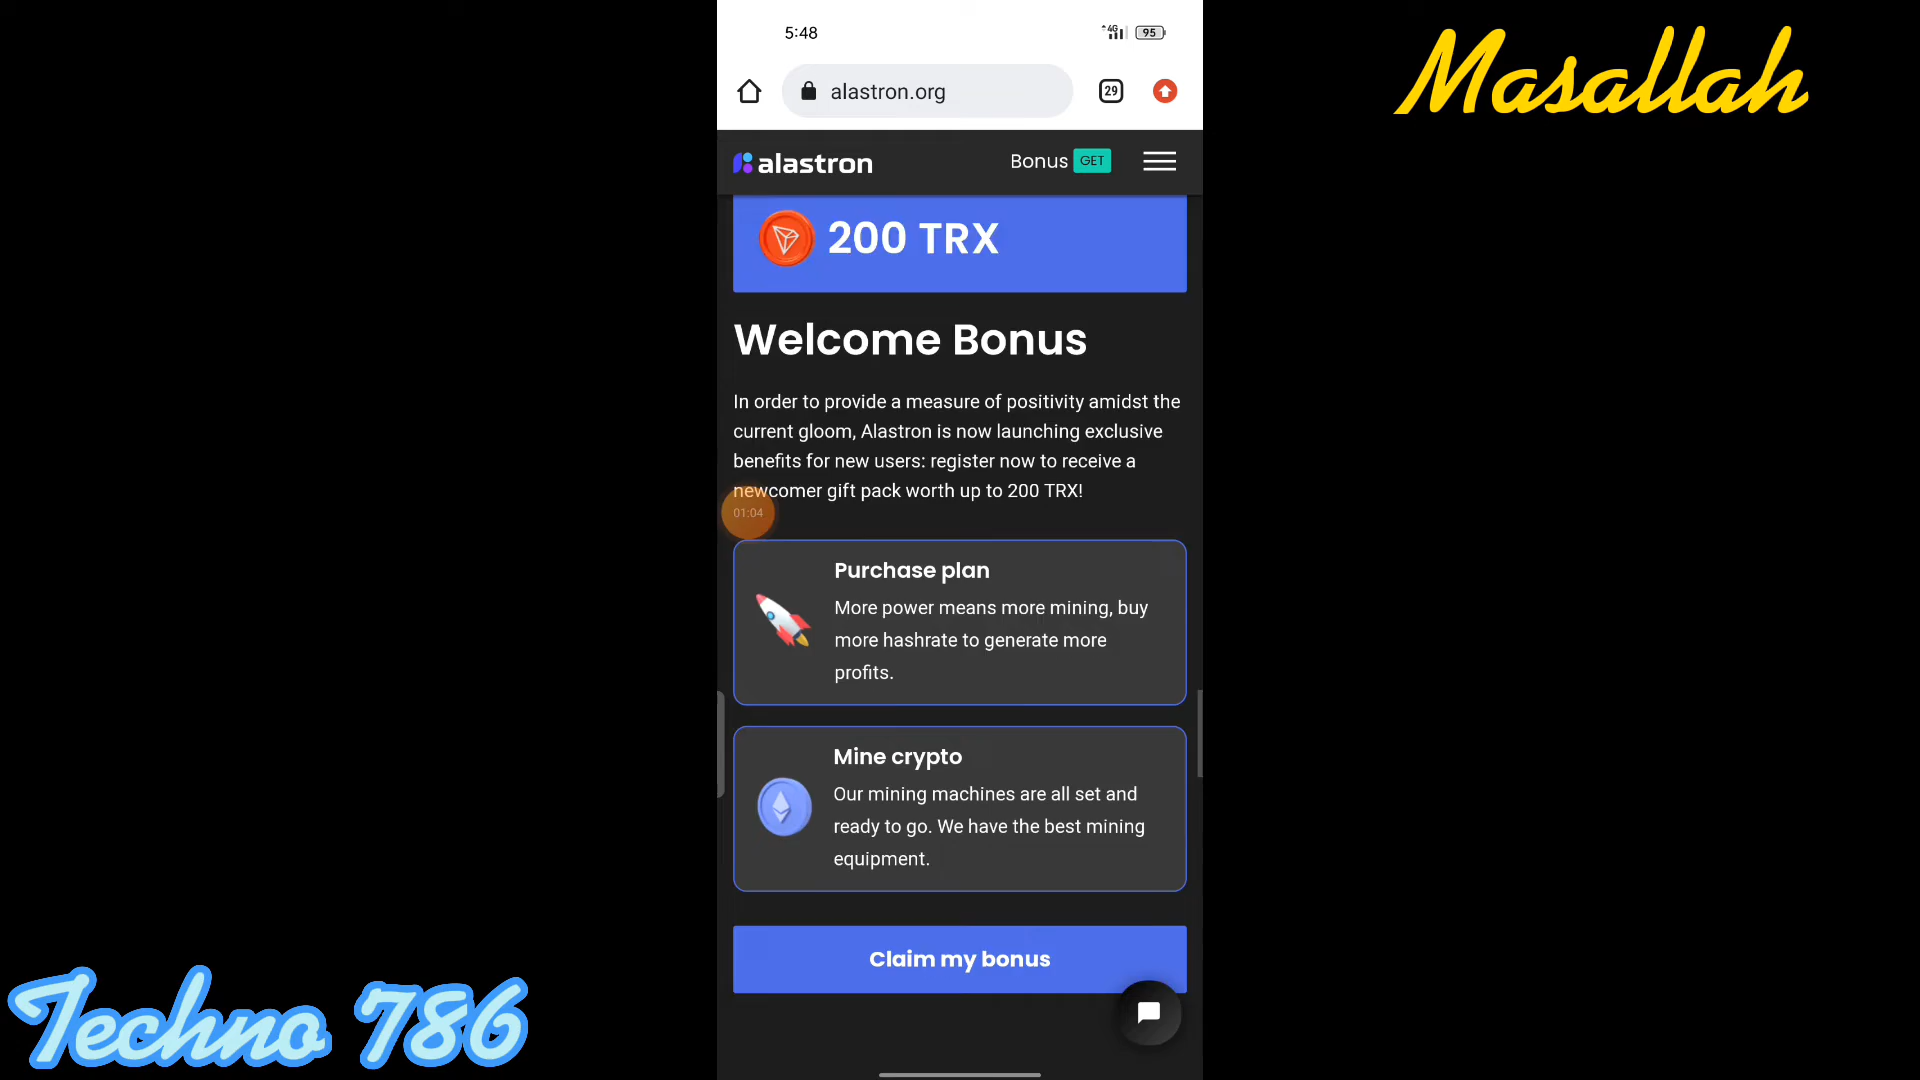 5:48
4G
95
Masallah
alastron.org
29
alastron
Bonus GET
200 TRX
Welcome Bonus
In order to provide a measure of positivity amidst the
current gloom, Alastron is now launching exclusive
benefits for new users: register now to receive a
newcomer gift pack worth up to 200 TRX!
01:04
Purchase plan
More power means more mining, buy
more hashrate to generate more
profits.
Mine crypto
Our mining machines are all set and
ready to go. We have the best mining
equipment.
Claim my bonus
Techno 786